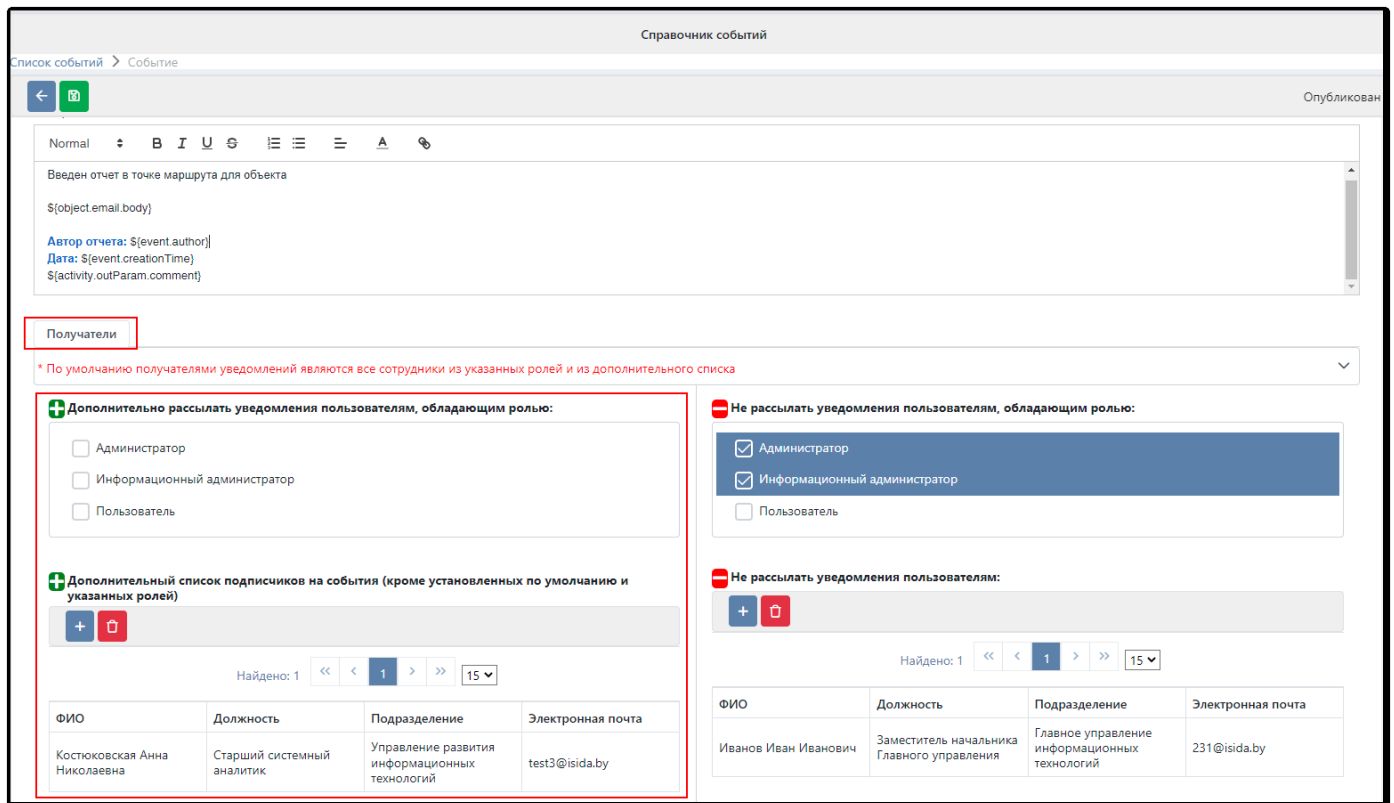 Справочник событий
Список событий > Событие
Опубликован
Normal B I U S A
Введен отчет в точке маршрута для объекта
${object.email.body}
Автор отчета: ${event.author}
Дата: ${event.creationTime}
${activity.outParam.comment}
Получатели
* По умолчанию получателями уведомлений являются все сотрудники из указанных ролей и из дополнительного списка
Дополнительно рассылать уведомления пользователям, обладающим ролью:
Администратор
Информационный администратор
Пользователь
Дополнительный список подписчиков на события (кроме установленных по умолчанию и
указанных ролей)
+
Найдено: 1 << < 1 > >> 15
ФИО Должность Подразделение Электронная почта
Костюковская Анна
Николаевна
Старший системный
аналитик
Управление развития
информационных
технологий
test3@isida.by
Не рассылать уведомления пользователям, обладающим ролью:
Администратор
Информационный администратор
Пользователь
Не рассылать уведомления пользователям:
+
Найдено: 1 << < 1 > >> 15
ФИО Должность Подразделение Электронная почта
Иванов Иван Иванович
Заместитель начальника
Главного управления
Главное управление
информационных
технологий
231@isida.by